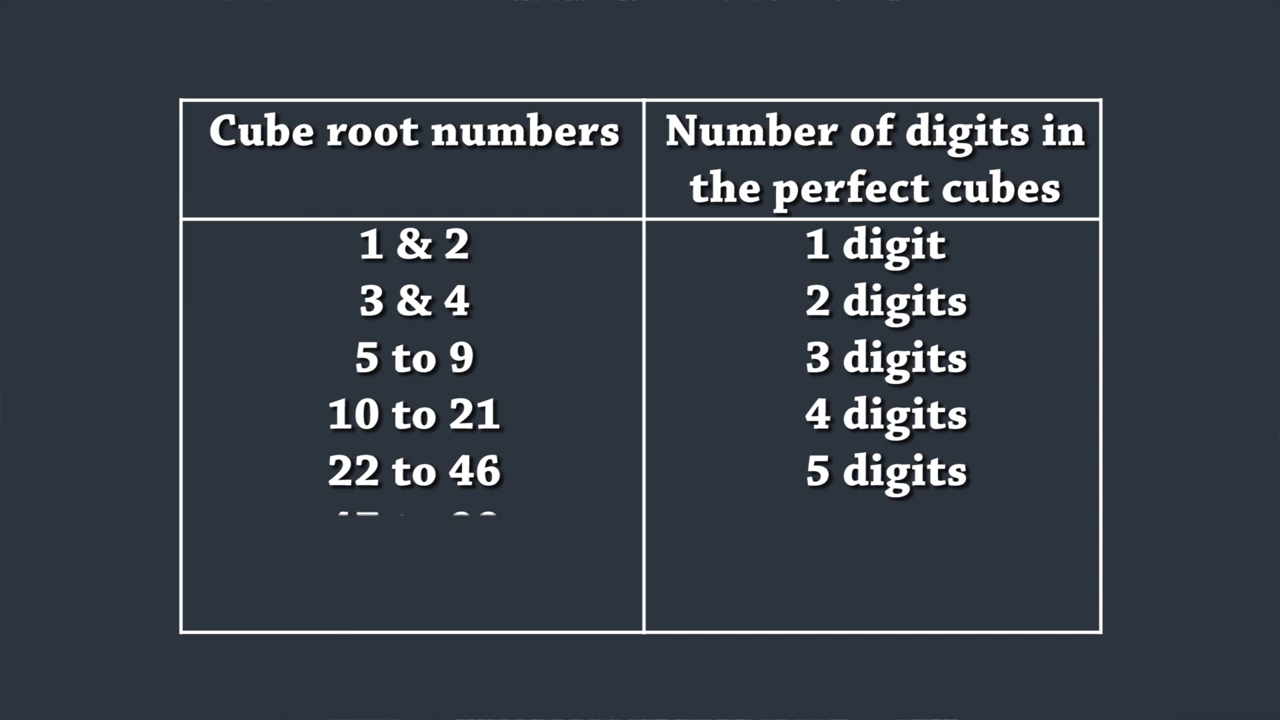 Cube root numbers
Number of digits in
the perfect cubes
1 & 2
1 digit
3 & 4
2 digits
5 to 9
3 digits
10 to 21
4 digits
22 to 46
5 digits